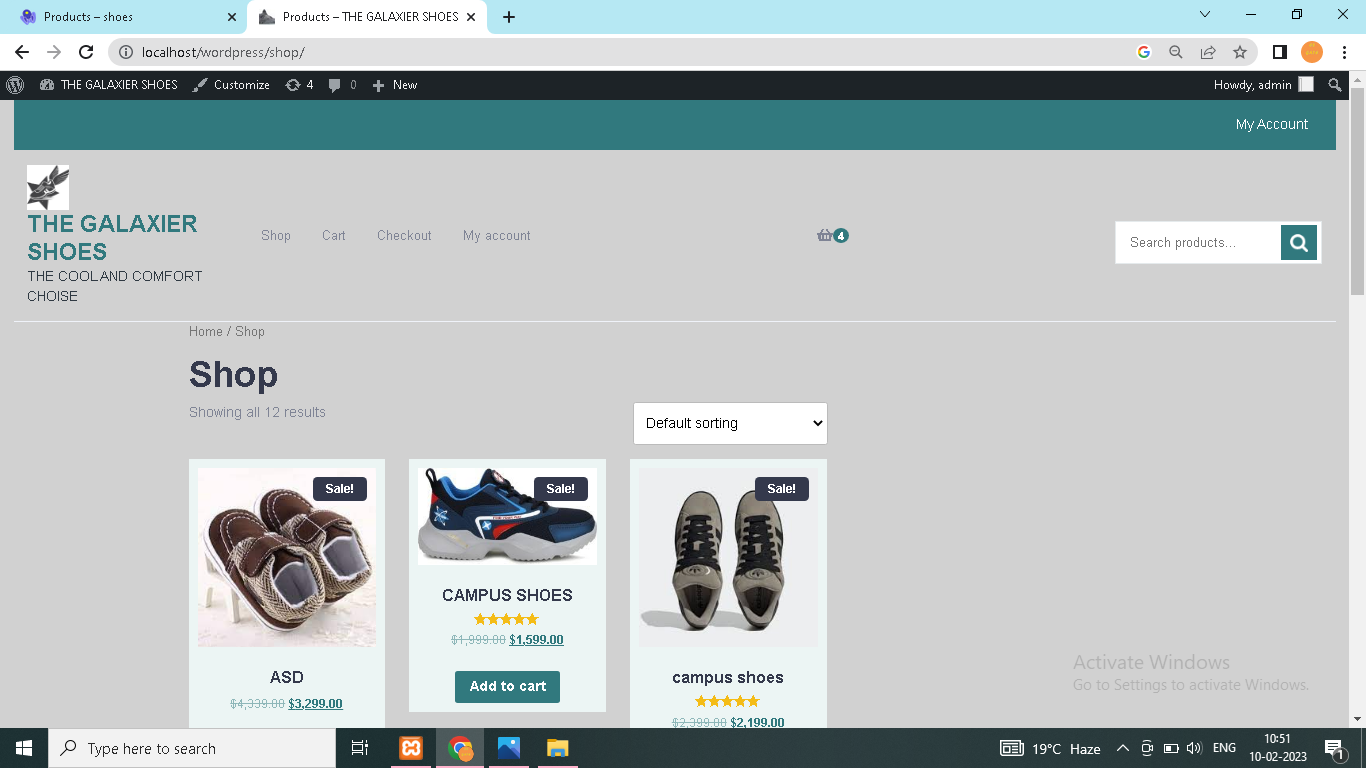 Products – shoes
Products – THE GALAXIER SHOES
localhost/wordpress/shop/
THE GALAXIER SHOES
Customize
4
0
New
Howdy, admin
My Account
THE GALAXIER
SHOES
THE COOL AND COMFORT
CHOISE
Shop
Cart
Checkout
My account
4
Search products…
Home / Shop
Shop
Showing all 12 results
Default sorting
Sale!
Sale!
Sale!
CAMPUS SHOES
$1,999.00 $1,599.00
Add to cart
ASD
$4,339.00 $3,299.00
campus shoes
$2,399.00 $2,199.00
Activate Windows
Go to Settings to activate Windows.
Type here to search
19°C Haze
ENG
10:51
10-02-2023
1